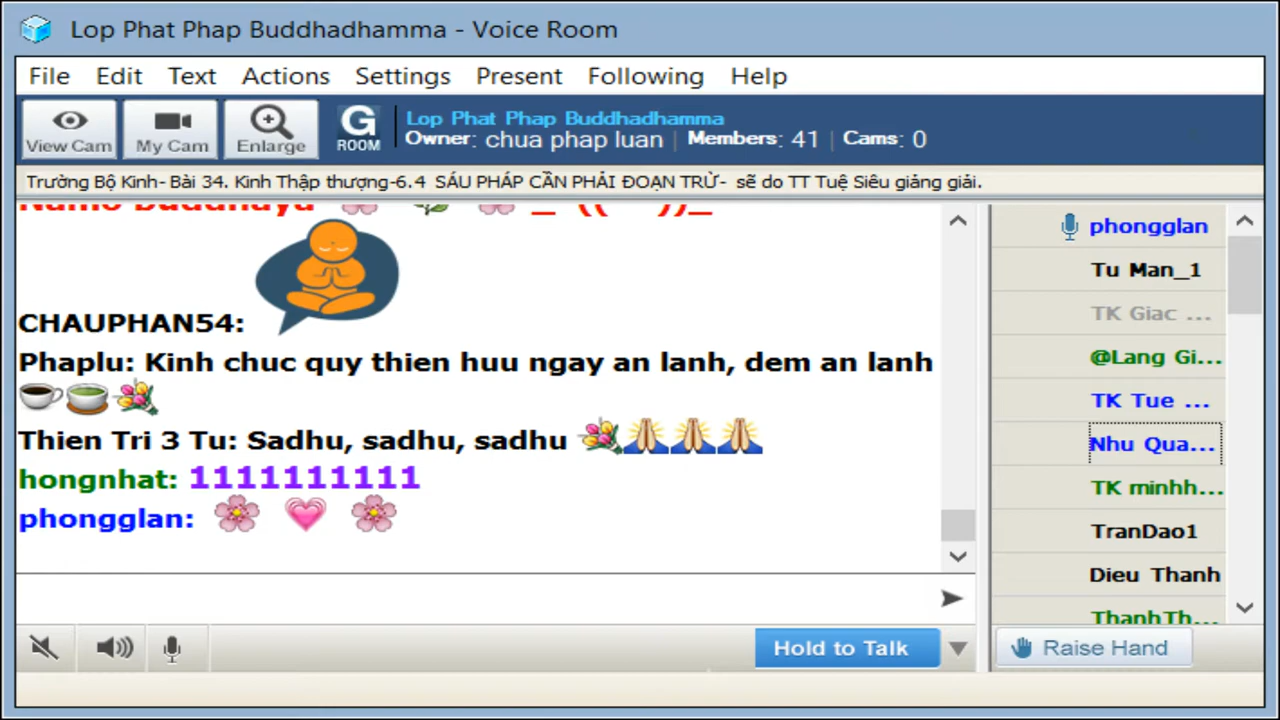 Lop Phat Phap Buddhadhamma - Voice Room
File Edit Text Actions Settings Present Following Help
View Cam My Cam Enlarge G ROOM
Lop Phat Phap Buddhadhamma
Owner: chua phap luan | Members: 41 | Cams: 0
Trường Bộ Kinh- Bài 34. Kinh Thập thượng-6.4 SÁU PHÁP CẦN PHẢI ĐOẠN TRỪ- sẽ do TT Tuệ Siêu giảng giải.
Namo Buddhaya
CHAUPHAN54:
Phaplu: Kinh chuc quy thien huu ngay an lanh, dem an lanh
Thien Tri 3 Tu: Sadhu, sadhu, sadhu
hongnhat: 1111111111
phongglan:
Hold to Talk
phongglan
Tu Man_1
TK Giac ...
@Lang Gi...
TK Tue ...
Nhu Qua...
TK minhh...
TranDao1
Dieu Thanh
ThanhTh...
Raise Hand